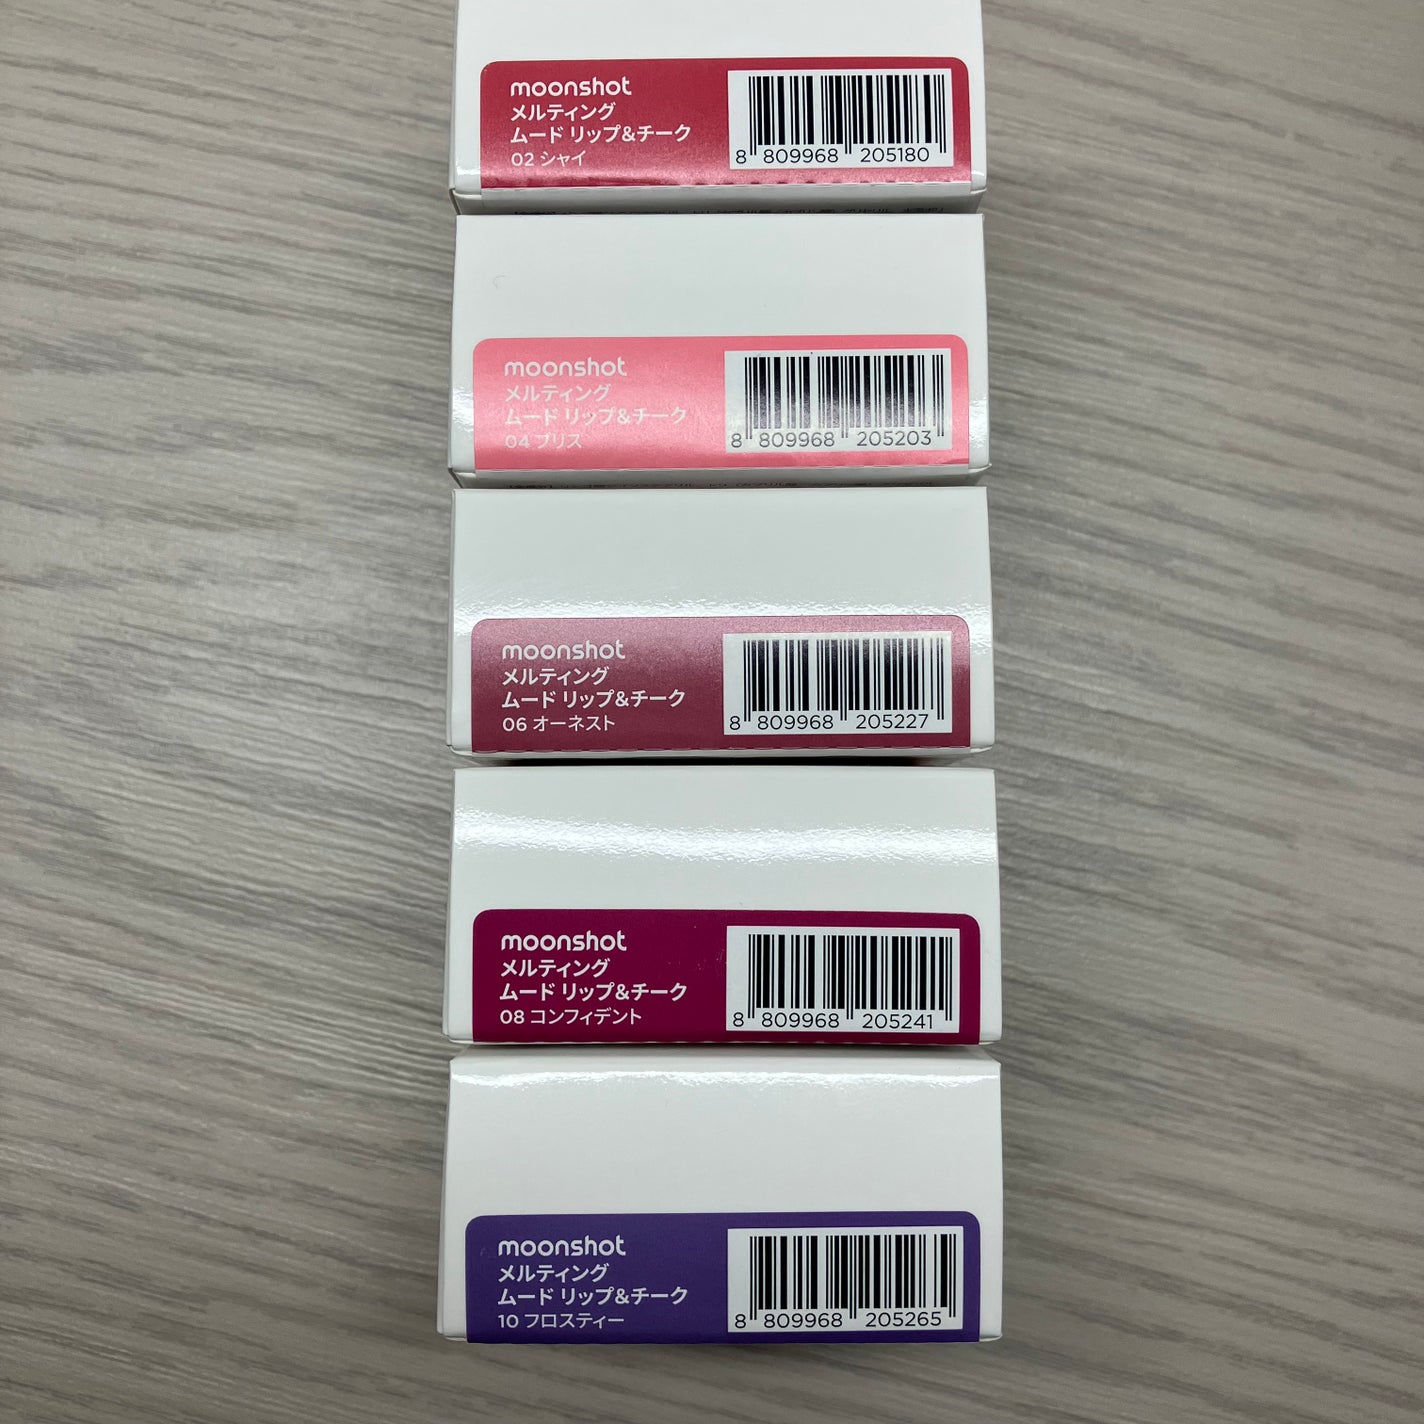 moonshot
メルティング
ムード リップ&チーク
02 シャイ
8 809968 205180
moonshot
メルティング
ムード リップ&チーク
04 ブリス
8 809968 205203
moonshot
メルティング
ムード リップ&チーク
06 オーネスト
8 809968 205227
moonshot
メルティング
ムード リップ&チーク
08 コンフィデント
8 809968 205241
moonshot
メルティング
ムード リップ&チーク
10 フロスティー
8 809968 205265